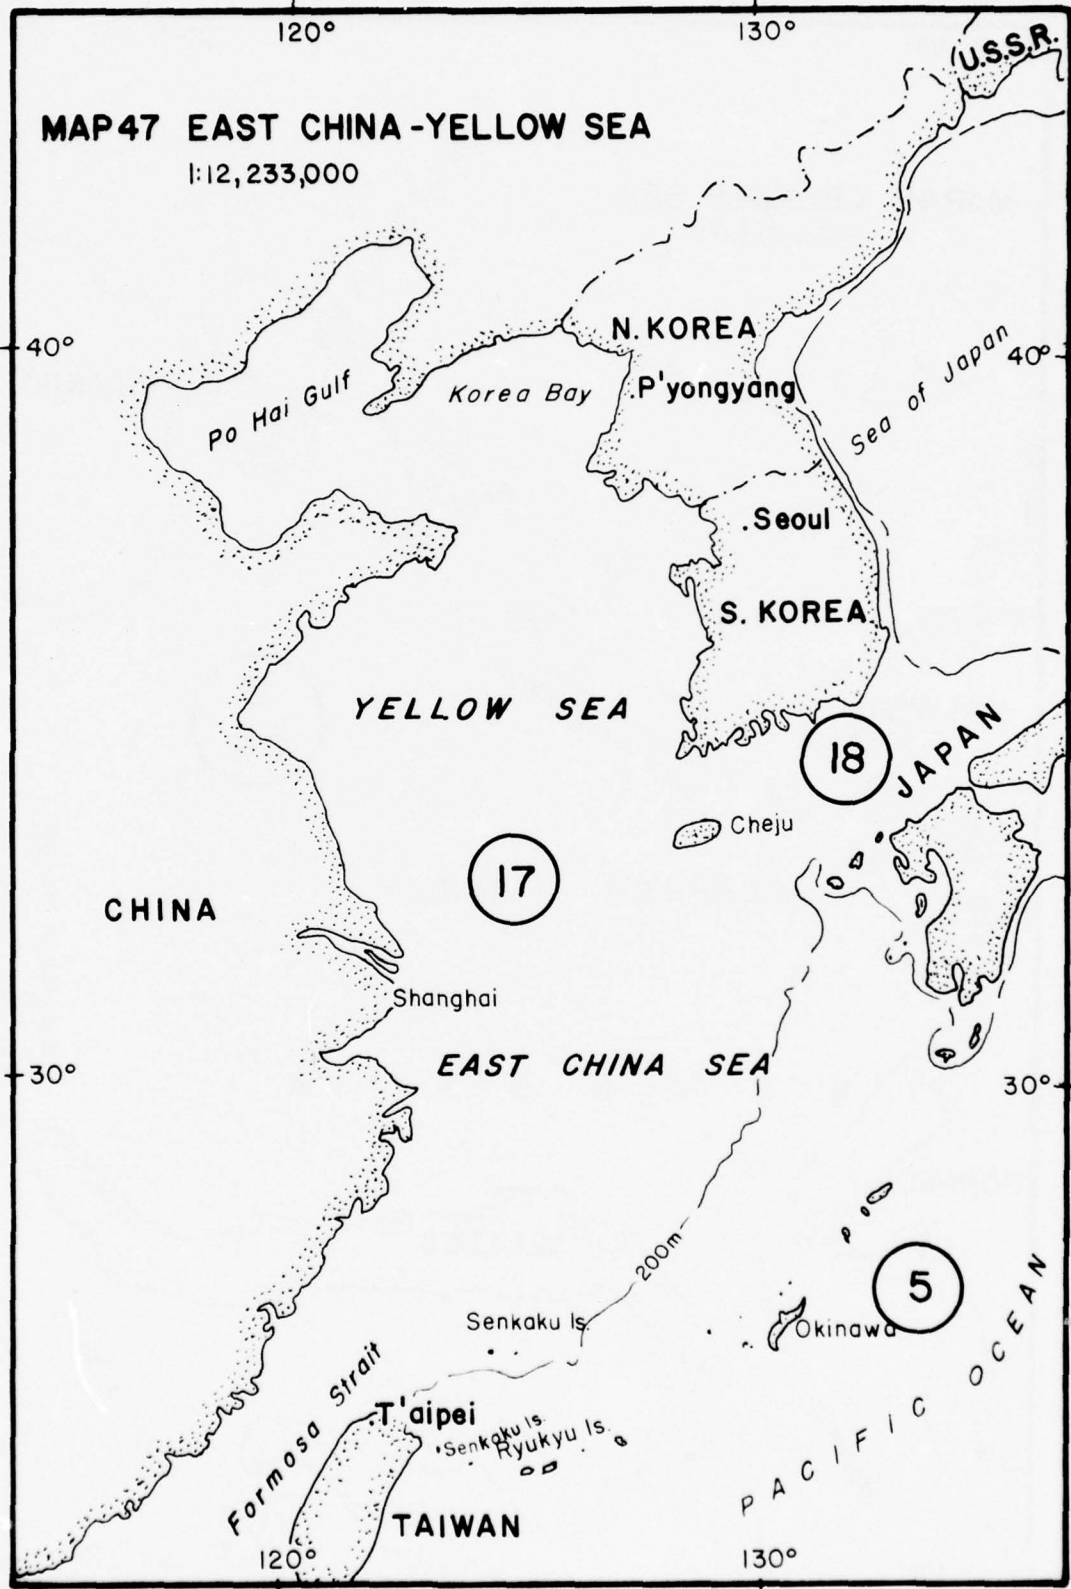 120°
130°
U.S.S.R.
MAP 47 EAST CHINA-YELLOW SEA
1:12,233,000
N. KOREA
40°
40°
Po Hai Gulf
Korea Bay
.P'yongyang
Sea of Japan
.Seoul
S. KOREA
YELLOW SEA
18
JAPAN
Cheju
17
CHINA
Shanghai
EAST CHINA SEA
30°
30°
200m
5
Senkaku Is.
Okinawa
PACIFIC OCEAN
Formosa Strait
.T'aipei
Senkaku Is.
Ryukyu Is.
TAIWAN
120°
130°